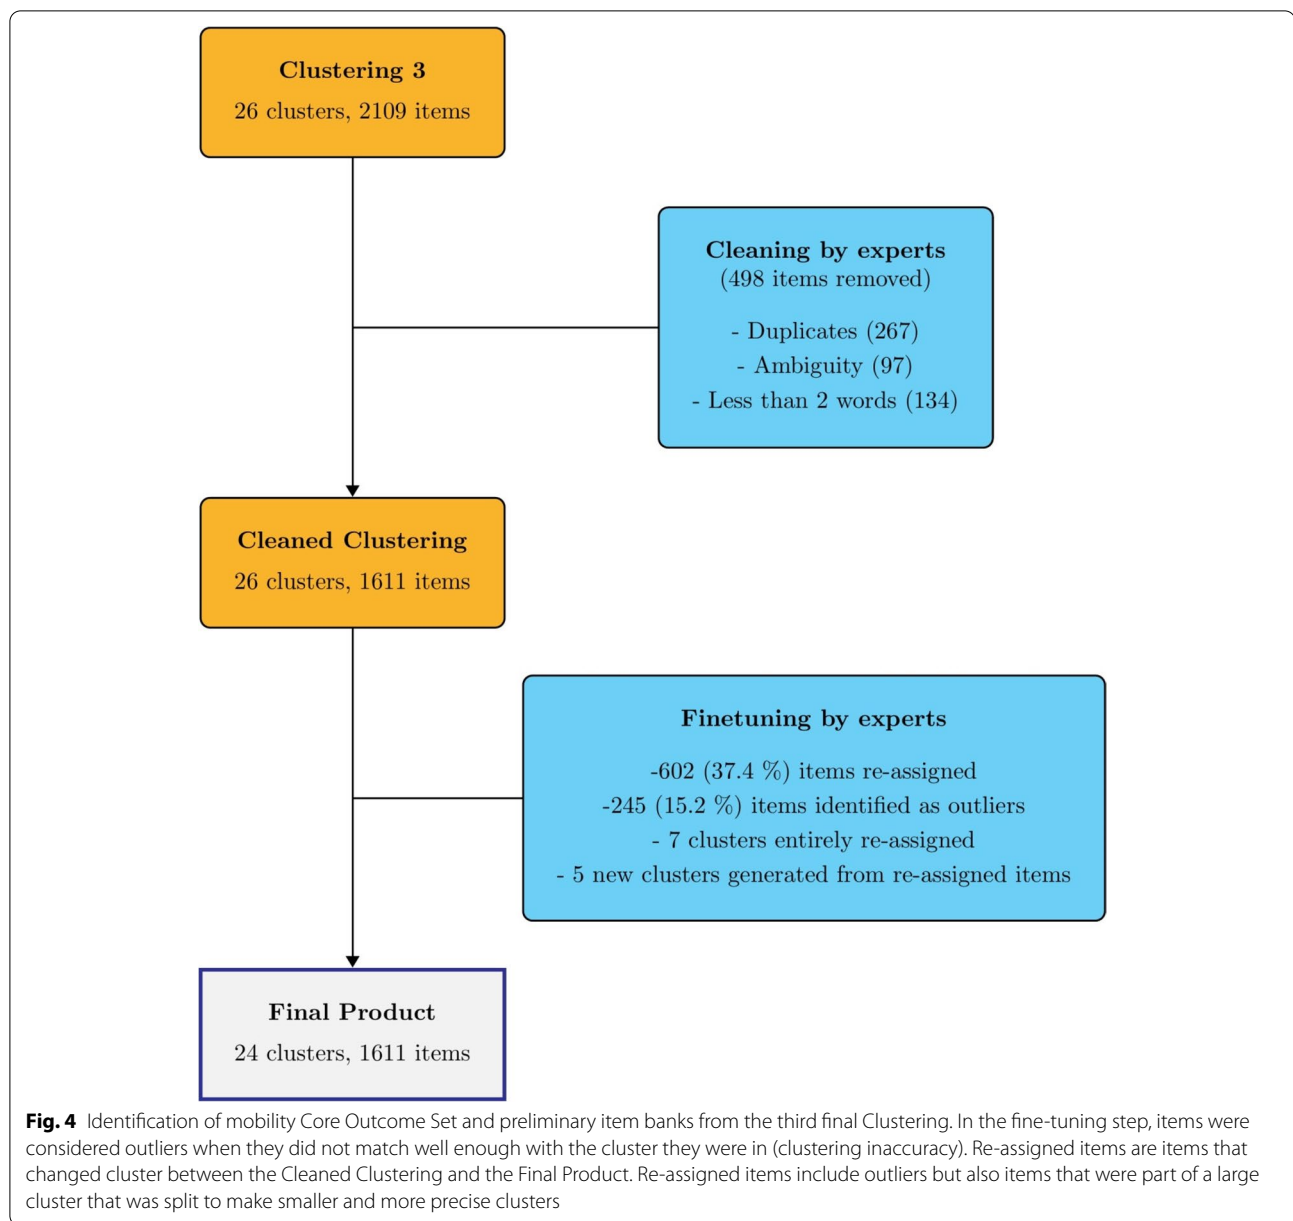 Clustering 3
26 clusters, 2109 items
Cleaning by experts
(498 items removed)
- Duplicates (267)
- Ambiguity (97)
- Less than 2 words (134)
Cleaned Clustering
26 clusters, 1611 items
Finetuning by experts
-602 (37.4 %) items re-assigned
-245 (15.2 %) items identified as outliers
- 7 clusters entirely re-assigned
- 5 new clusters generated from re-assigned items
Final Product
24 clusters, 1611 items
Fig. 4 Identification of mobility Core Outcome Set and preliminary item banks from the third final Clustering. In the fine-tuning step, items were
considered outliers when they did not match well enough with the cluster they were in (clustering inaccuracy). Re-assigned items are items that
changed cluster between the Cleaned Clustering and the Final Product. Re-assigned items include outliers but also items that were part of a large
cluster that was split to make smaller and more precise clusters